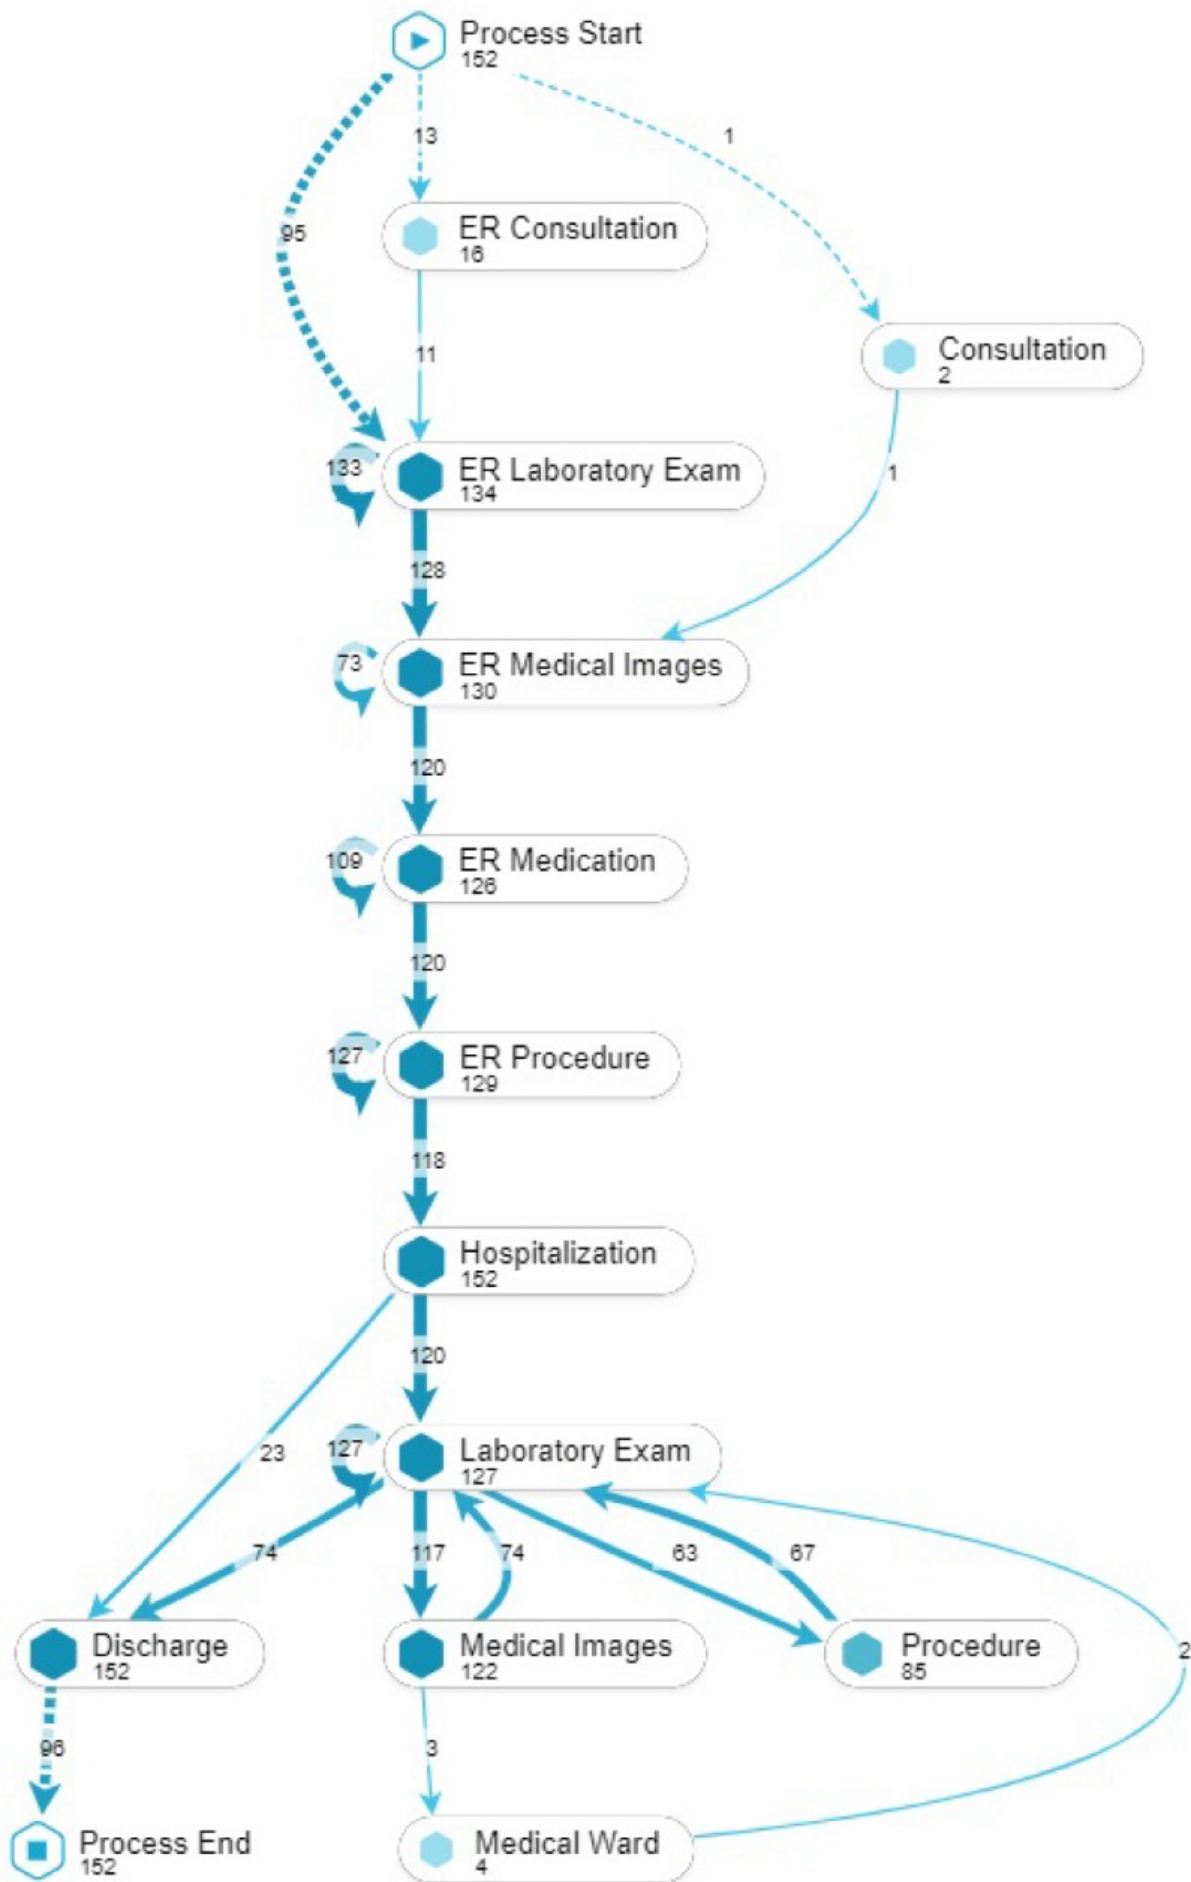 Process Start
152
13
1
95
ER Consultation
16
11
Consultation
2
1
133
ER Laboratory Exam
134
128
73
ER Medical Images
130
120
109
ER Medication
126
120
127
ER Procedure
129
118
Hospitalization
152
120
23
127
Laboratory Exam
127
74
117
74
63
67
Discharge
152
Medical Images
122
Procedure
85
2
96
3
Process End
152
Medical Ward
4